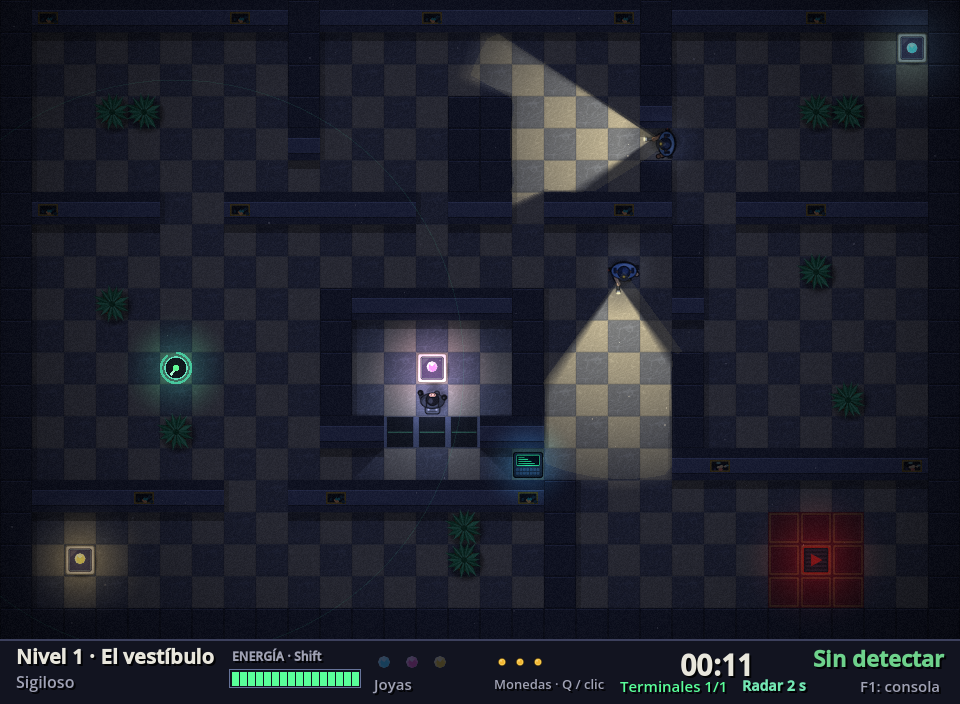 Nivel 1 · El vestíbulo
Sigiloso
ENERGÍA · Shift
Joyas
Monedas · Q / clic
00:11
Terminales 1/1
Radar 2 s
Sin detectar
F1: consola